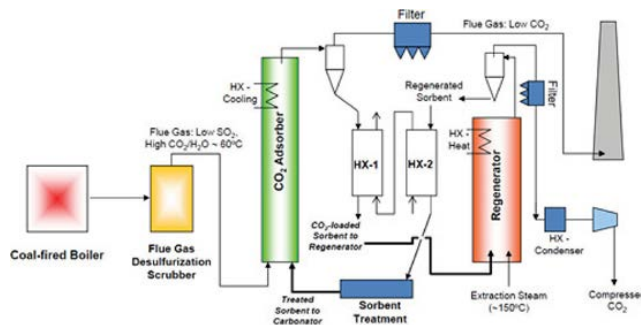 Filter
Flue Gas: Low CO2
HX -
Cooling
Regenerated
Sorbent
Filter
Flue Gas: Low SO2,
High CO2/H2O ~ 60°C
CO2 Adsorber
HX-1
HX-2
HX -
Heat
Regenerator
Coal-fired Boiler
Flue Gas
Desulfurization
Scrubber
CO2-loaded
Sorbent to
Regenerator
HX -
Condenser
Treated Sorbent to
Carbonator
Sorbent
Treatment
Extraction Steam
(~150°C)
Compressed
CO2